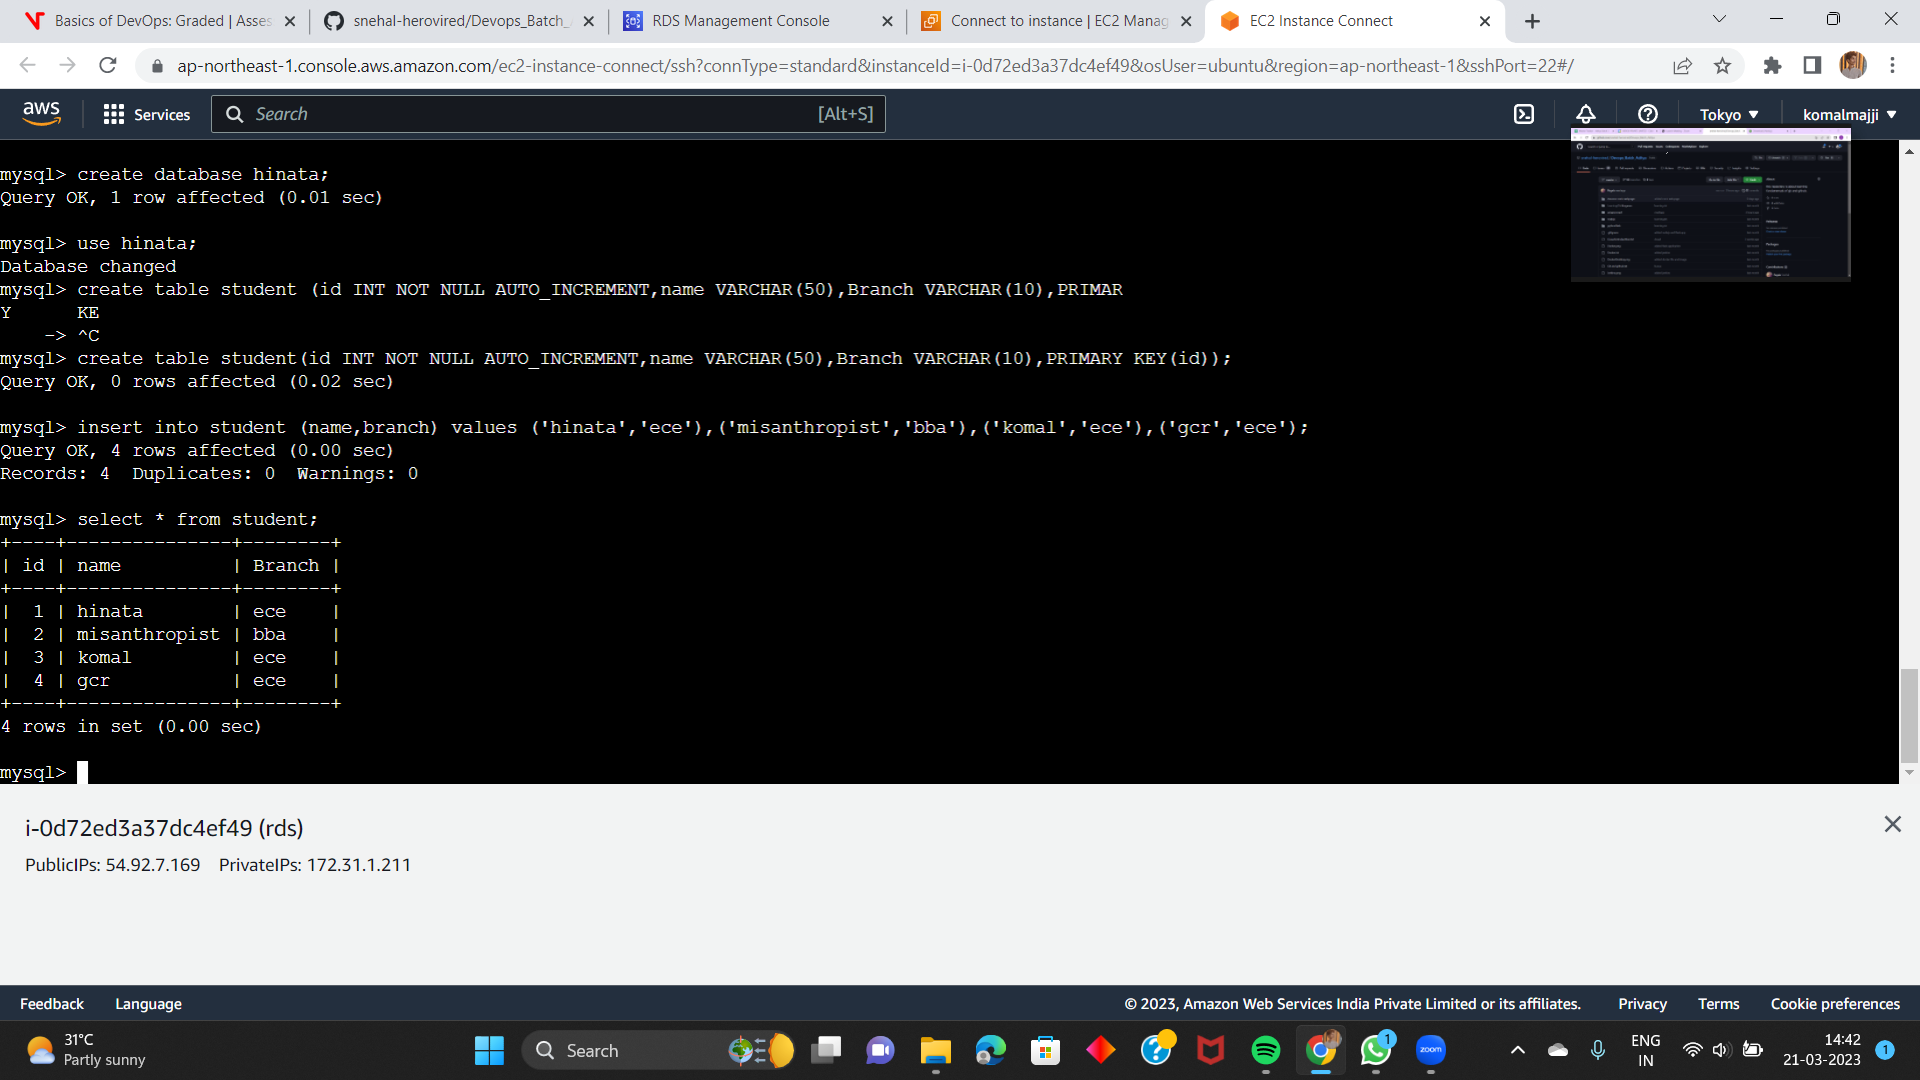 Basics of DevOps: Graded | Asses
snehal-herovired/Devops_Batch_
RDS Management Console
Connect to instance | EC2 Manag
EC2 Instance Connect
ap-northeast-1.console.aws.amazon.com/ec2-instance-connect/ssh?connType=standard&instanceId=i-0d72ed3a37dc4ef49&osUser=ubuntu&region=ap-northeast-1&sshPort=22#/
aws
Services
Search
[Alt+S]
Tokyo
komalmajji
mysql> create database hinata;
Query OK, 1 row affected (0.01 sec)
mysql> use hinata;
Database changed
mysql> create table student (id INT NOT NULL AUTO_INCREMENT,name VARCHAR(50),Branch VARCHAR(10),PRIMAR
Y      KE
    -> ^C
mysql> create table student(id INT NOT NULL AUTO_INCREMENT,name VARCHAR(50),Branch VARCHAR(10),PRIMARY KEY(id));
Query OK, 0 rows affected (0.02 sec)
mysql> insert into student (name,branch) values ('hinata','ece'),('misanthropist','bba'),('komal','ece'),('gcr','ece');
Query OK, 4 rows affected (0.00 sec)
Records: 4  Duplicates: 0  Warnings: 0
mysql> select * from student;
+----+---------------+--------+
| id | name          | Branch |
+----+---------------+--------+
|  1 | hinata        | ece    |
|  2 | misanthropist | bba    |
|  3 | komal         | ece    |
|  4 | gcr           | ece    |
+----+---------------+--------+
4 rows in set (0.00 sec)
mysql>
i-0d72ed3a37dc4ef49 (rds)
PublicIPs: 54.92.7.169    PrivateIPs: 172.31.1.211
Feedback
Language
© 2023, Amazon Web Services India Private Limited or its affiliates.
Privacy
Terms
Cookie preferences
31°C
Partly sunny
Search
1
zoom
ENG
IN
14:42
21-03-2023
1